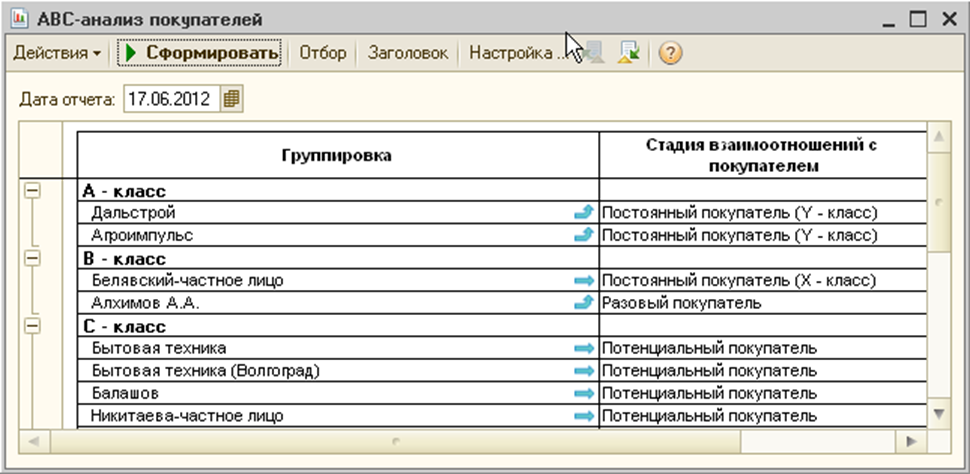 АВС-анализ покупателей
Действия Сформировать Отбор Заголовок Настройка ...
Дата отчета: 17.06.2012
Группировка Стадия взаимоотношений с
покупателем
А - класс
Дальстрой Постоянный покупатель (Y - класс)
Агроимпульс Постоянный покупатель (Y - класс)
В - класс
Белявский-частное лицо Постоянный покупатель (X - класс)
Алхимов А.А. Разовый покупатель
С - класс
Бытовая техника Потенциальный покупатель
Бытовая техника (Волгоград) Потенциальный покупатель
Балашов Потенциальный покупатель
Никитаева-частное лицо Потенциальный покупатель